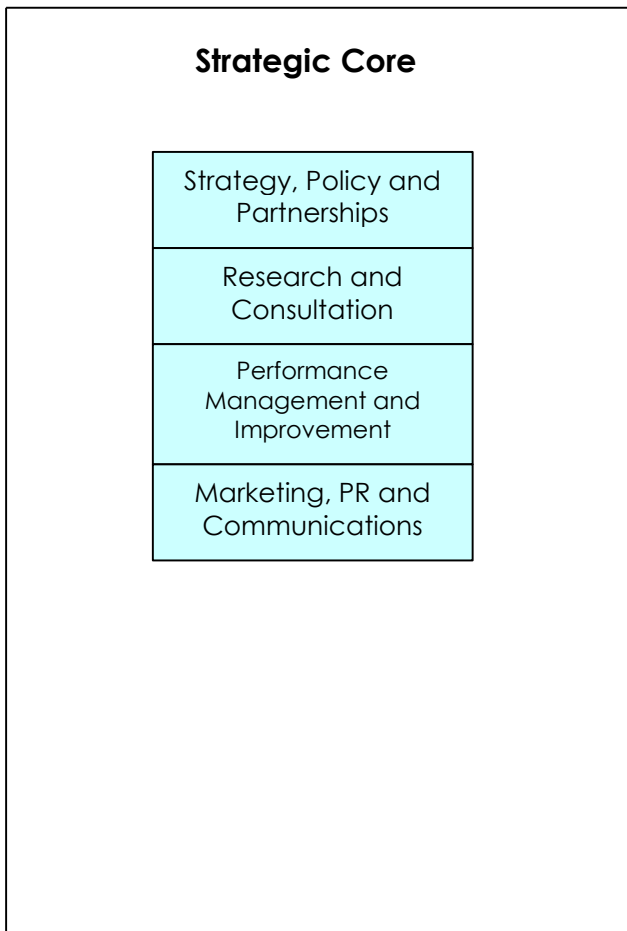 Strategic Core
Strategy, Policy and
Partnerships
Research and
Consultation
Performance
Management and
Improvement
Marketing, PR and
Communications